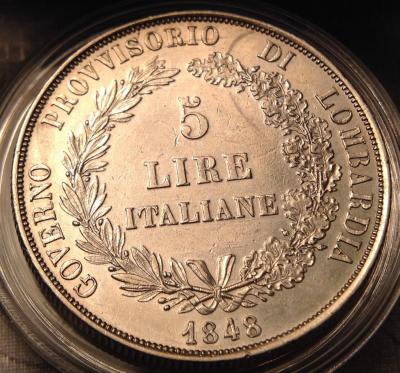 GOVERNO PROVVISORIO DI LOMBARDIA
5
LIRE
ITALIANE
1848